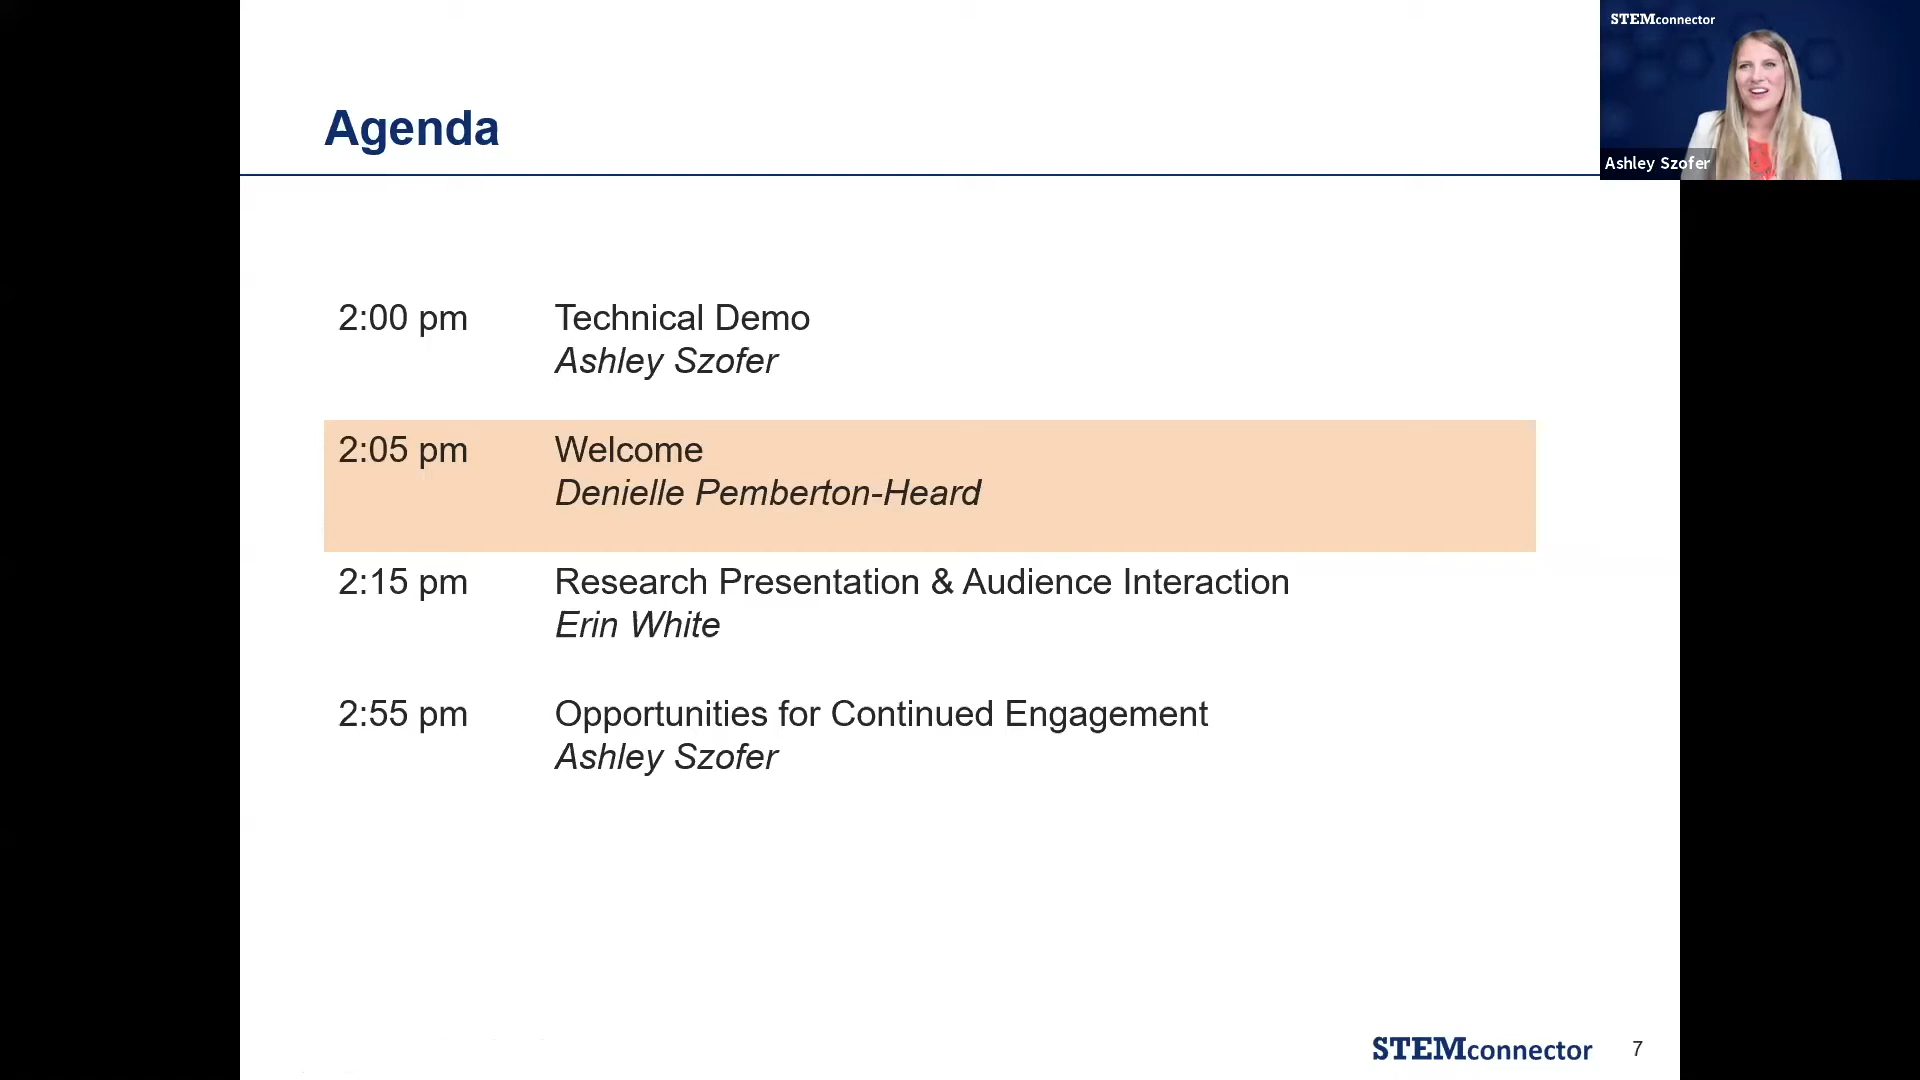 STEMconnector
Ashley Szofer
Agenda
2:00 pm Technical Demo
Ashley Szofer
2:05 pm Welcome
Denielle Pemberton-Heard
2:15 pm Research Presentation & Audience Interaction
Erin White
2:55 pm Opportunities for Continued Engagement
Ashley Szofer
STEMconnector 7